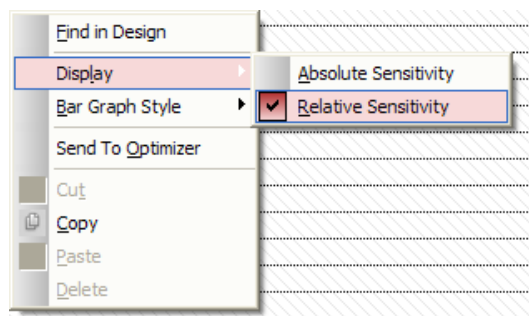 Find in Design
Display
Absolute Sensitivity
Bar Graph Style
Relative Sensitivity
Send To Optimizer
Cut
Copy
Paste
Delete